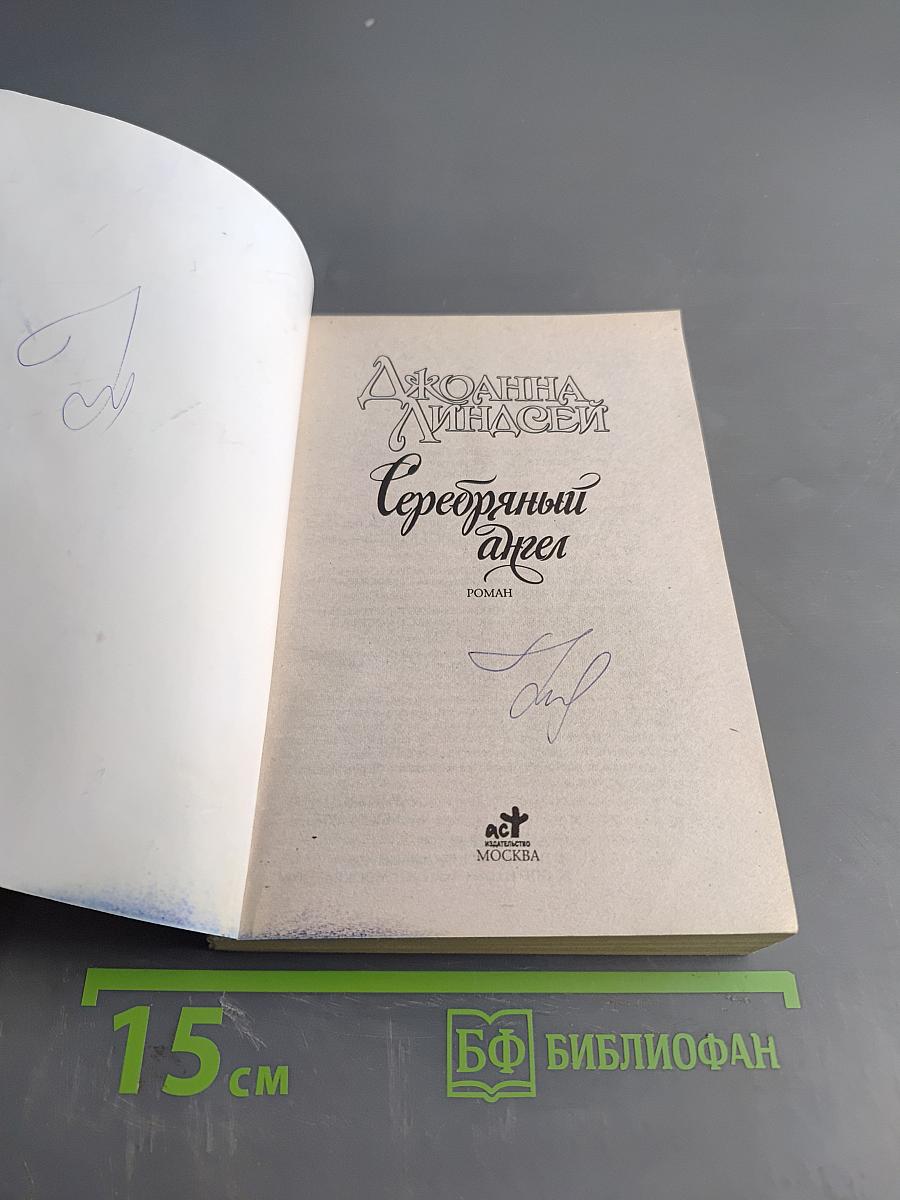 ДЖОАННА
ЛИНДСЕЙ
Серебряный
ангел
РОМАН
аст
ИЗДАТЕЛЬСТВО
МОСКВА
15 см
БФ БИБЛИОФАН